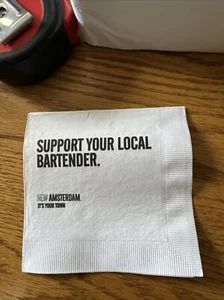 SUPPORT YOUR LOCAL
BARTENDER.
NEW AMSTERDAM.
IT'S YOUR TOWN